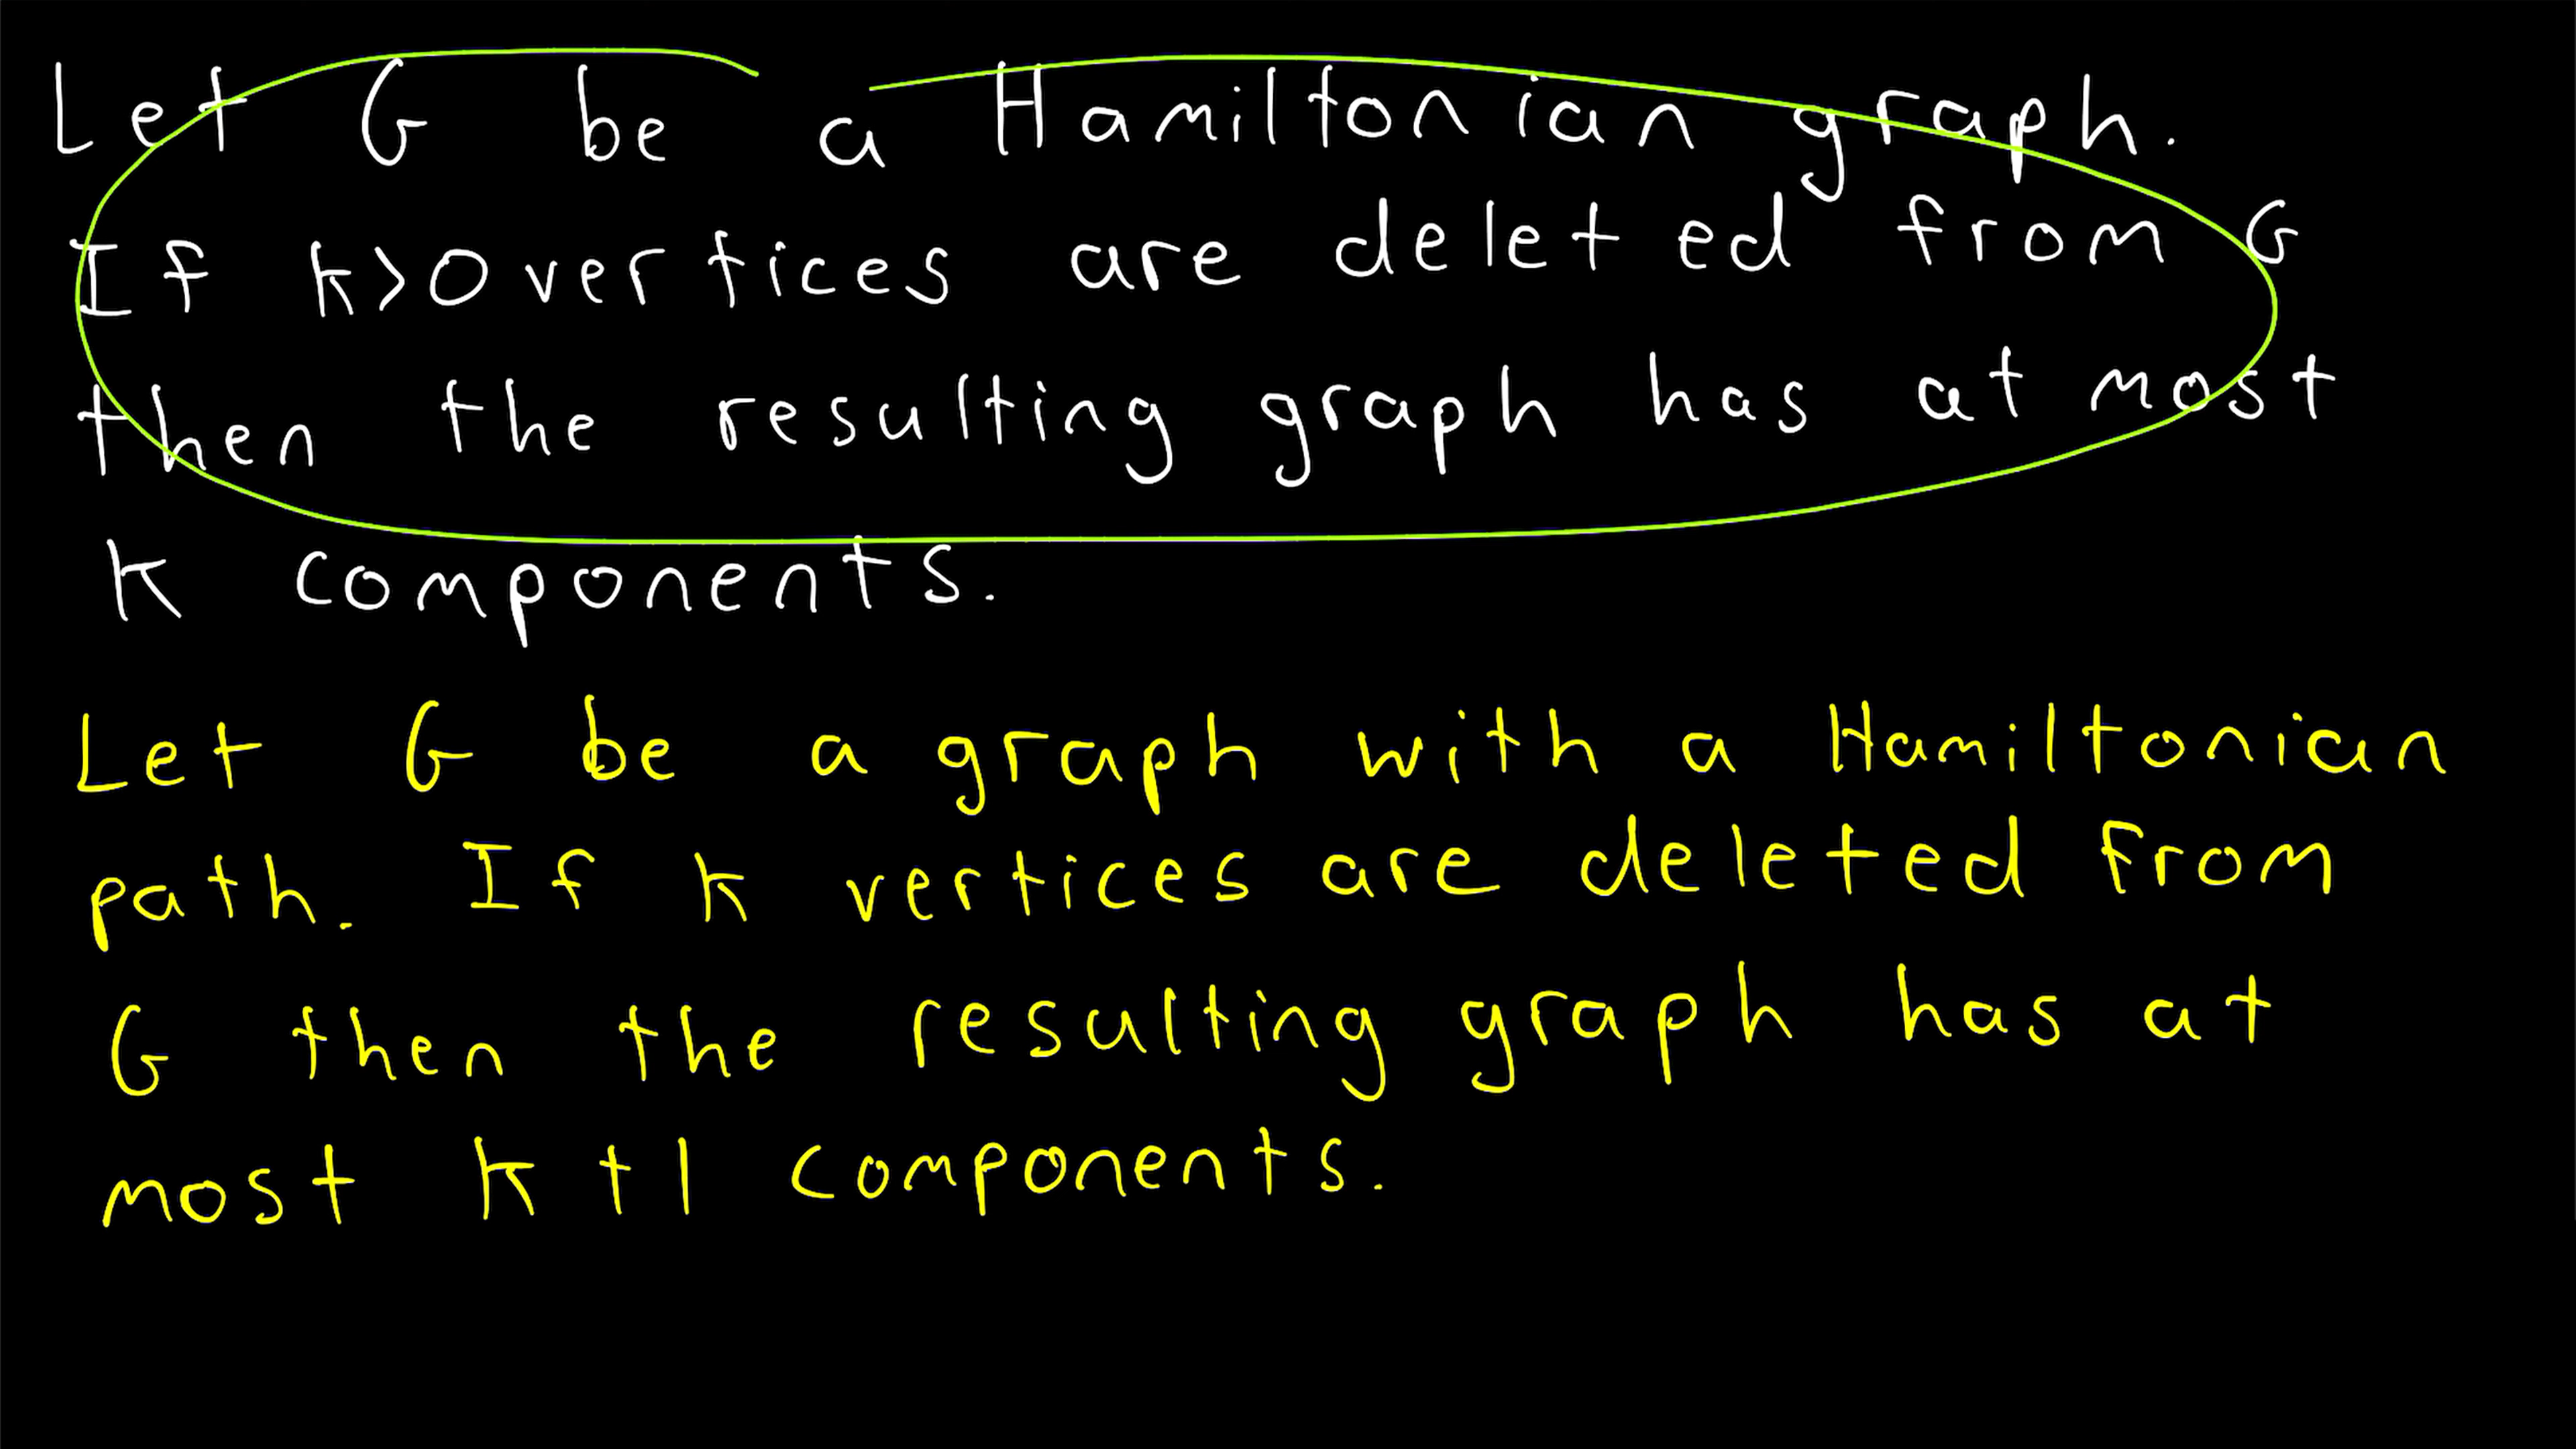 Let G be a Hamiltonian graph.
If k>0 vertices are deleted from G
then the resulting graph has at most
k components.
Let G be a graph with a Hamiltonian
path. If k vertices are deleted from
G then the resulting graph has at
most k+1 components.